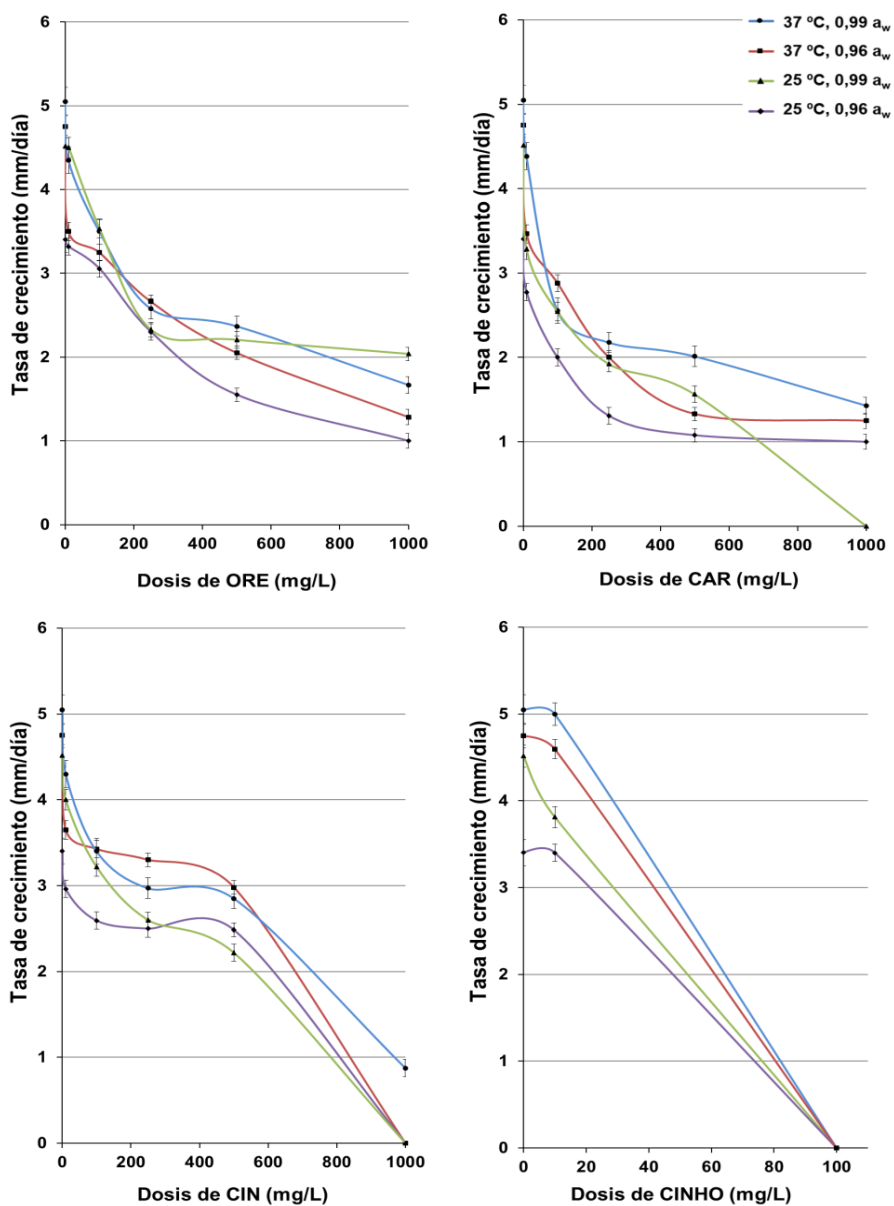 6
5
4
3
2
1
0
Tasa de crecimiento (mm/día)
0 200 400 600 800 1000
Dosis de ORE (mg/L)
37 ºC, 0,99 aw
37 ºC, 0,96 aw
25 ºC, 0,99 aw
25 ºC, 0,96 aw
6
5
4
3
2
1
0
Tasa de crecimiento (mm/día)
0 200 400 600 800 1000
Dosis de CAR (mg/L)
6
5
4
3
2
1
0
Tasa de crecimiento (mm/día)
0 200 400 600 800 1000
Dosis de CIN (mg/L)
6
5
4
3
2
1
0
Tasa de crecimiento (mm/día)
0 20 40 60 80 100
Dosis de CINHO (mg/L)